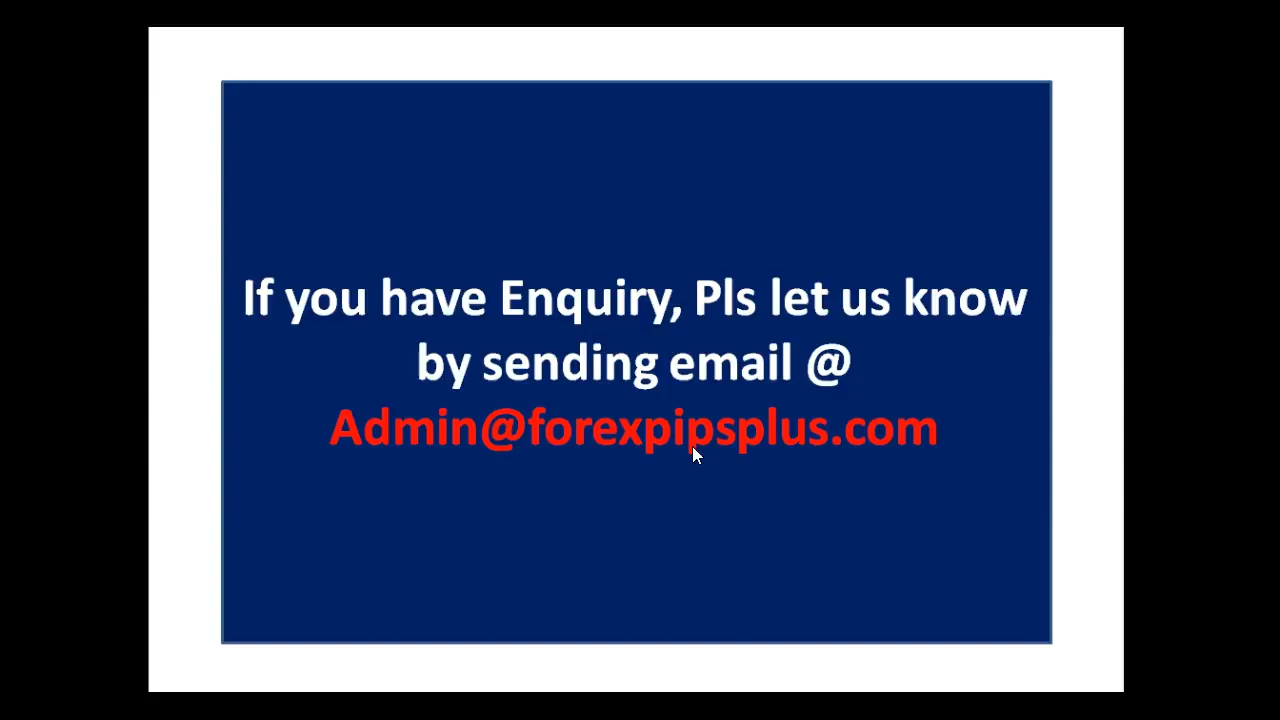 If you have Enquiry, Pls let us know
by sending email @
Admin@forexpipsplus.com